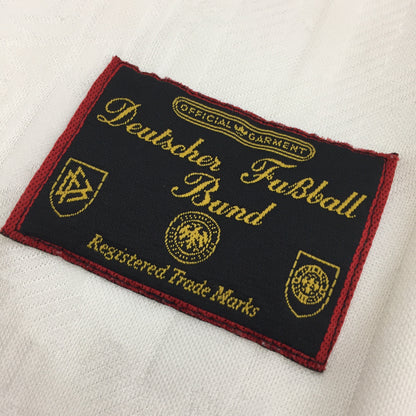 OFFICIAL GARMENT
Deutscher Fußball
Bund
Registered Trade Marks